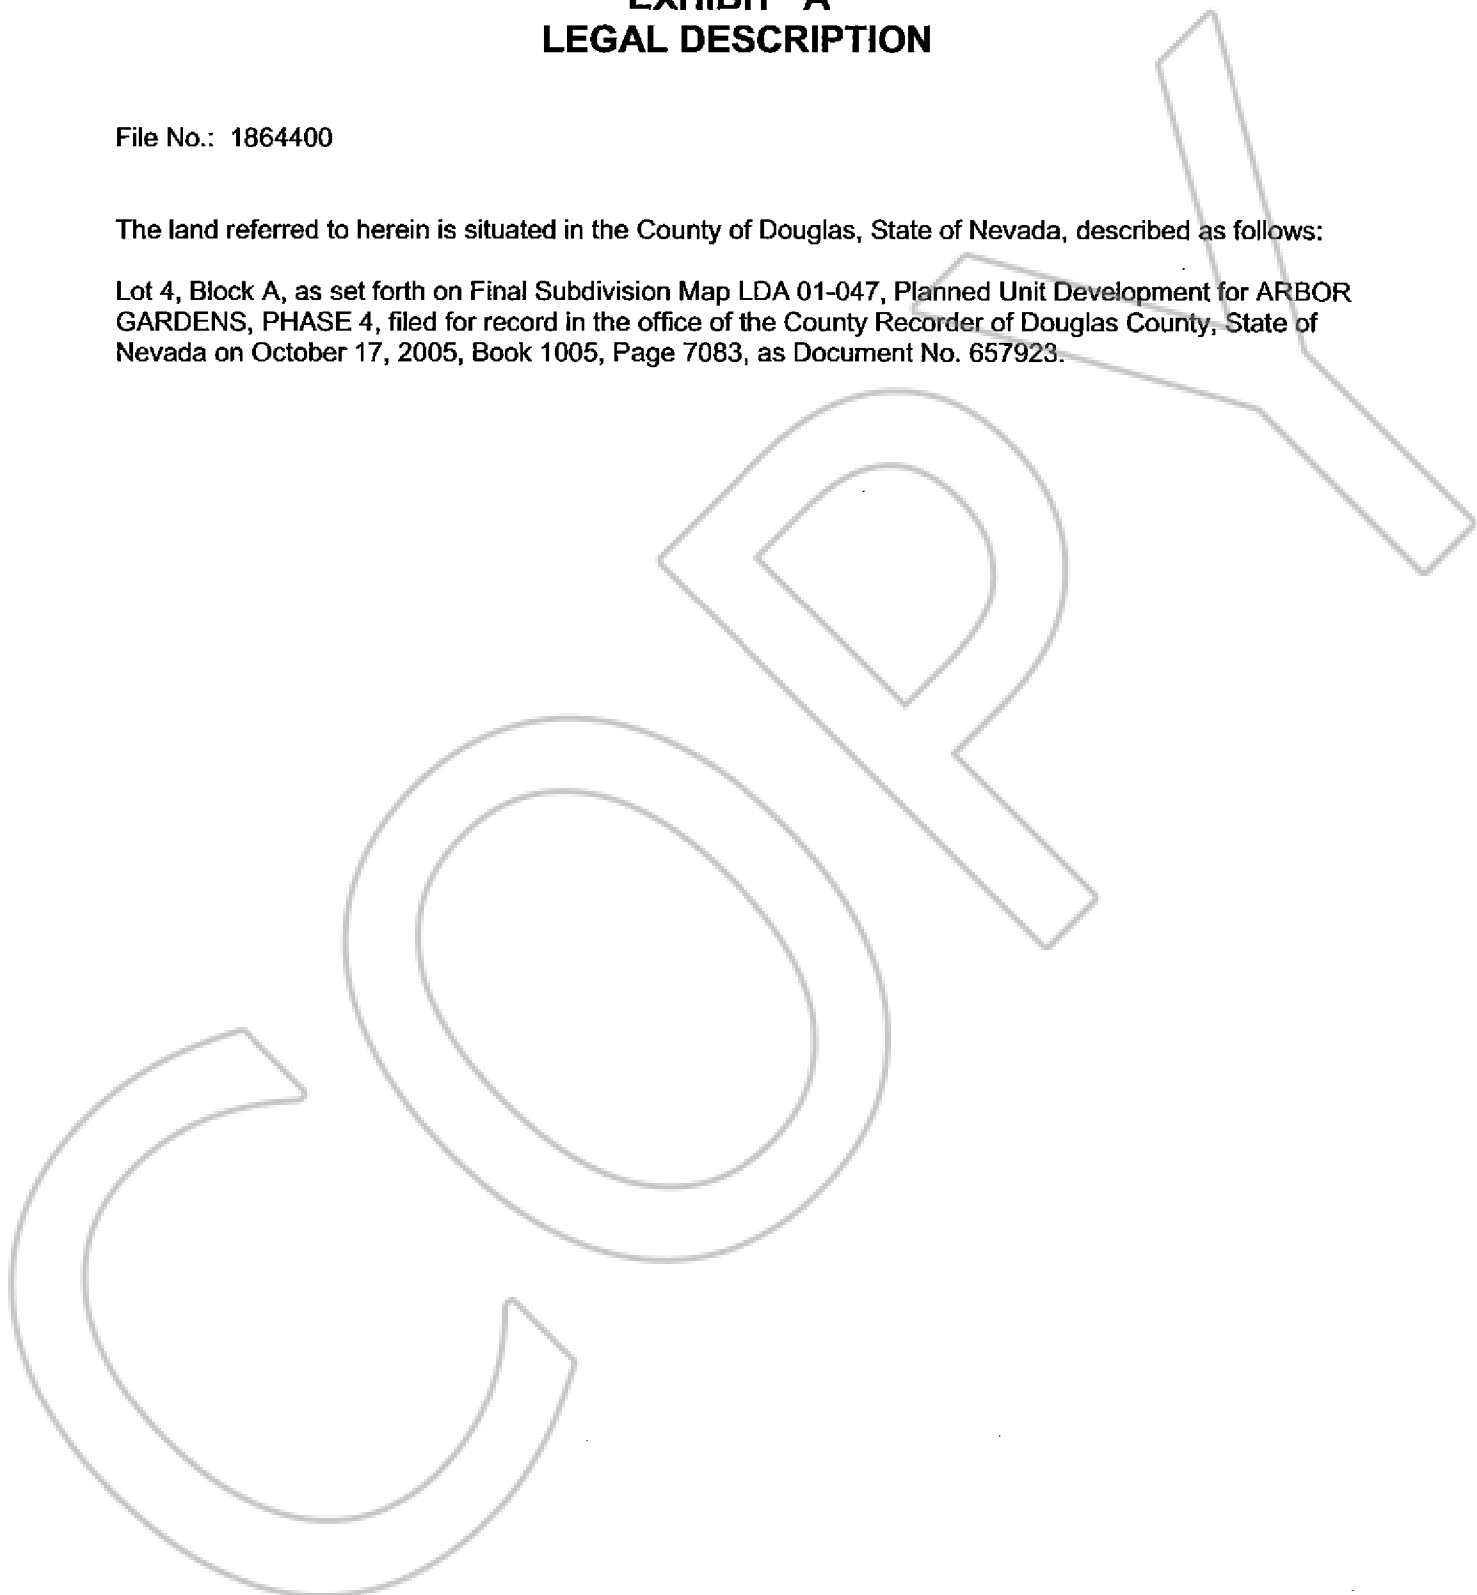 EXHIBIT "A"
LEGAL DESCRIPTION
File No.: 1864400
The land referred to herein is situated in the County of Douglas, State of Nevada, described as follows:
Lot 4, Block A, as set forth on Final Subdivision Map LDA 01-047, Planned Unit Development for ARBOR
GARDENS, PHASE 4, filed for record in the office of the County Recorder of Douglas County, State of
Nevada on October 17, 2005, Book 1005, Page 7083, as Document No. 657923.
COPY